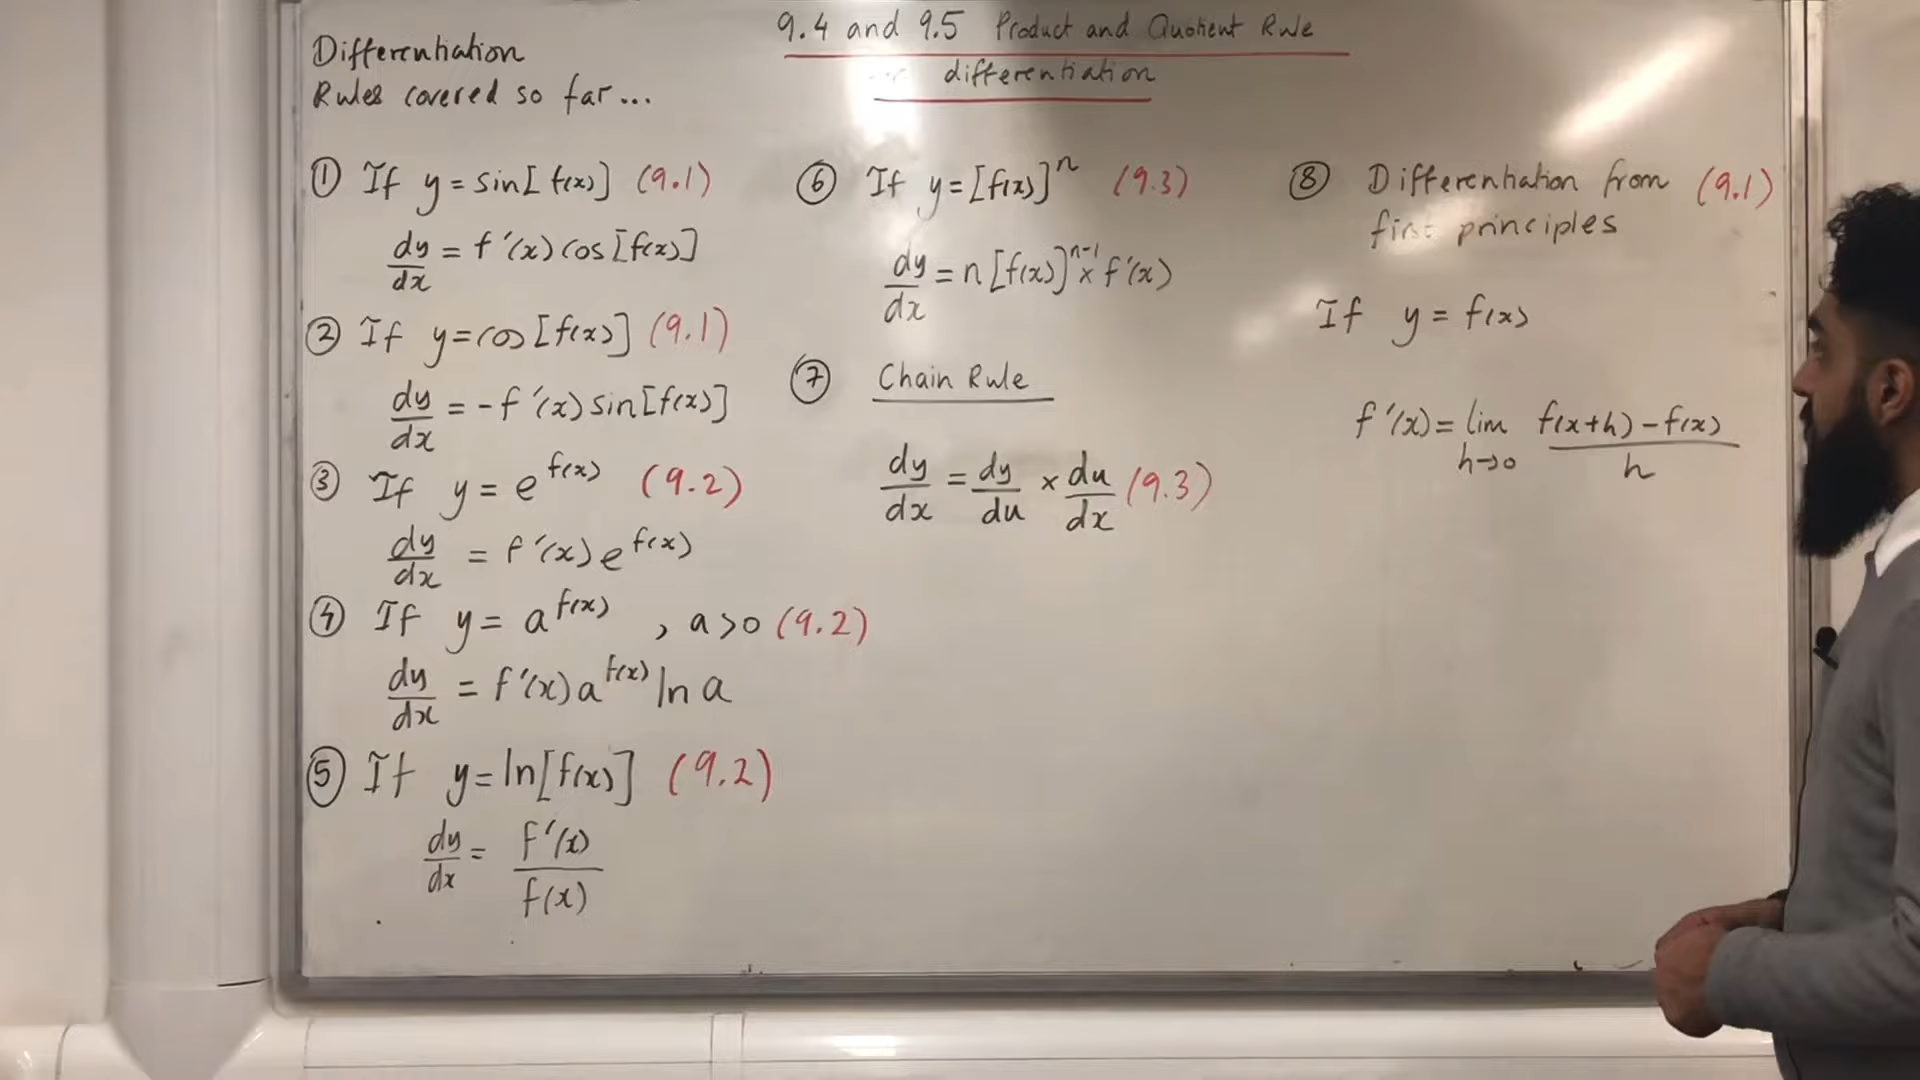 9.4 and 9.5 Product and Quotient Rule
differentiation
Differentiation
Rules covered so far...
① If y = sin[f(x)] (9.1)
dy/dx = f'(x) cos[f(x)]
② If y = cos[f(x)] (9.1)
dy/dx = -f'(x) sin[f(x)]
③ If y = e^f(x) (9.2)
dy/dx = f'(x) e^f(x)
④ If y = a^f(x) , a>0 (9.2)
dy/dx = f'(x) a^f(x) ln a
⑤ If y = ln[f(x)] (9.2)
dy/dx = f'(x)/f(x)
⑥ If y = [f(x)]^n (9.3)
dy/dx = n[f(x)]^n-1 × f'(x)
⑦ Chain Rule
dy/dx = dy/du × du/dx (9.3)
⑧ Differentiation from (9.1)
first principles
If y = f(x)
f'(x) = lim h→0 f(x+h)-f(x)/h